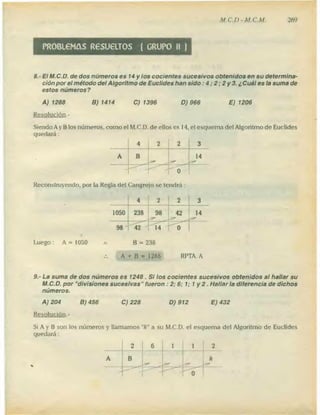 M.C.D - M.C.M. 269
PROBLEMAS RESUELTOS ( GRUPO II )
8.- El M.C.D. de dos números es 14 y los cocientes sucesivos obtenidos en su determina-
ción por el método del Algoritmo de Euclides han sido : 4 ; 2 ; 2 y 3. ¿Cuál es la suma de
estos números?
A) 1288 B) 1414 C) 1396 D) 966 E) 1206
Resolución.-
Siendo A y B los números, como el M.C.D. de ellos es 14, el esquema del Algoritmo de Euclides
quedará :
4 2 2 3
A B 14
0
Reconstruyendo, por la Regla del Cangrejo se tendrá :
4 2 2 3
1050 238 98 42 14
98 42 14 0
Luego : A = 1050 ∧ B = 238
∴ A + B = 1288 RPTA. A
9.- La suma de dos números es 1248 . Si los cocientes sucesivos obtenidos al hallar su
M.C.D. por "divisiones sucesivas" fueron : 2; 6; 1; 1 y 2 . Hallar la diferencia de dichos
números.
A) 204 B) 456 C) 228 D) 912 E) 432
Resolución.-
Si A y B son los números y llamamos "R" a su M.C.D. el esquema del Algoritmo de Euclides
quedará :
2 6 1 1 2
A B R
0